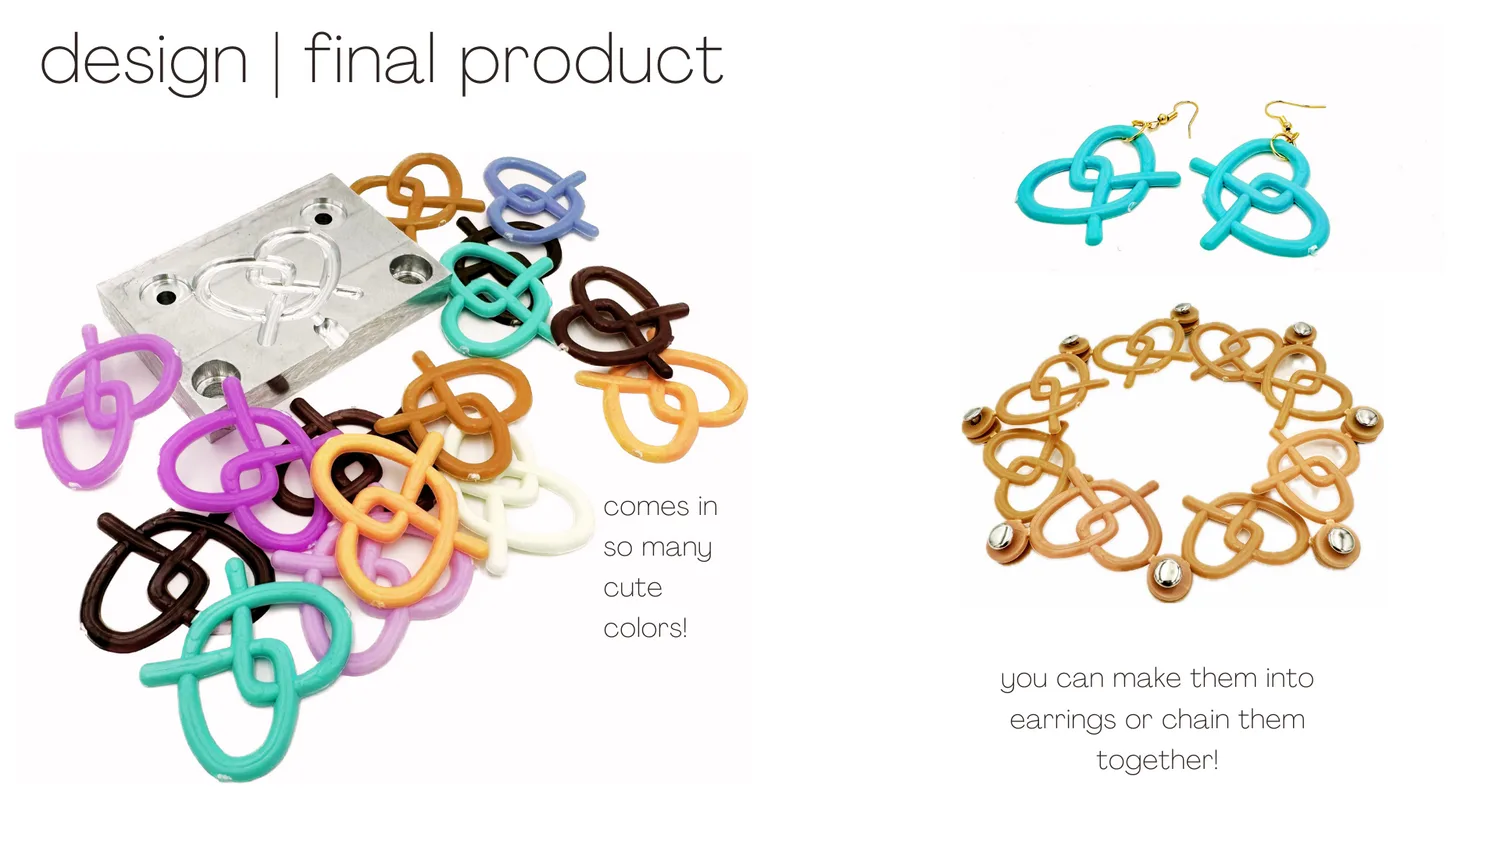 design | final product
comes in
so many
cute
colors!
you can make them into
earrings or chain them
together!